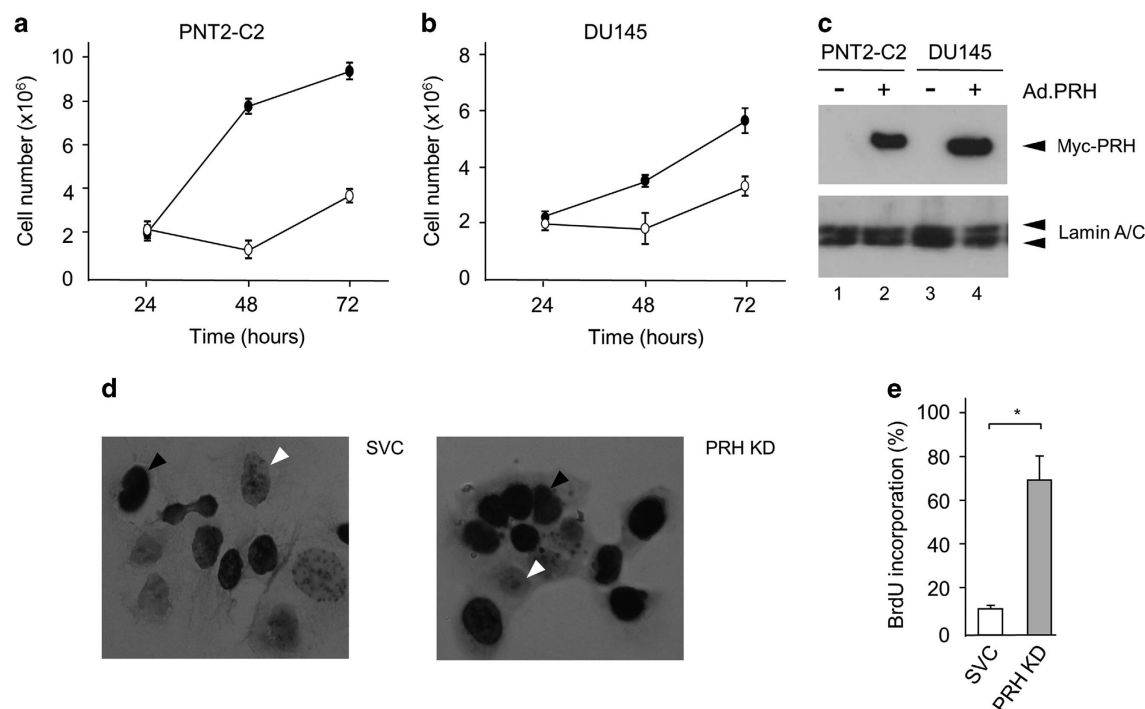 a
PNT2-C2
Cell number (x10⁶)
10
8
6
4
2
0
24 48 72
Time (hours)
b
DU145
Cell number (x10⁶)
8
6
4
2
0
24 48 72
Time (hours)
c
PNT2-C2 DU145
- + - + Ad.PRH
Myc-PRH
Lamin A/C
1 2 3 4
d
SVC
PRH KD
e
BrdU incorporation (%)
100
80
60
40
20
0
*
SVC
PRH KD